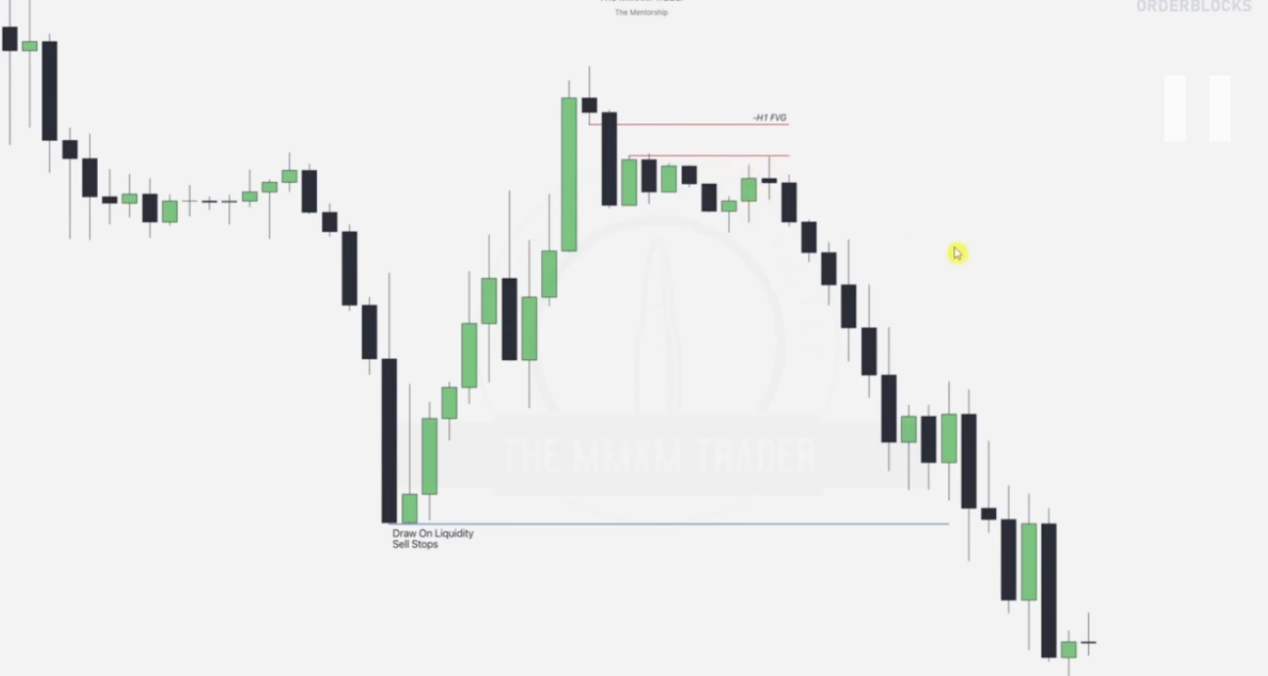 The Mentorship
ORDERBLOCKS
-H1 FVG
THE MMXM TRADER
Draw On Liquidity
Sell Stops